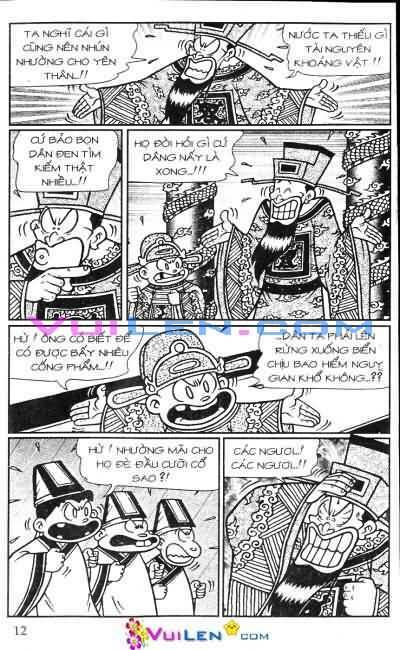 TA NGHĨ CÁI GÌ
CŨNG NÊN NHÚN
NHƯỜNG CHO YÊN
THÂN..!!
NƯỚC TA THIẾU GÌ
TÀI NGUYÊN
KHOÁNG VẬT !!
CỨ BẢO BỌN
DÂN ĐEN TÌM
KIẾM THẬT
NHIỀU..!!
HỌ ĐÒI HỎI GÌ CỨ
DÂNG NẤY LÀ
XONG...!!!
HỪ ! ÔNG CÓ BIẾT ĐỂ
CÓ ĐƯỢC BẤY NHIÊU
CỐNG PHẨM...!
DÂN TA PHẢI LÊN
RỪNG XUỐNG BIỂN
CHỊU BAO HIỂM NGUY
GIAN KHỔ KHÔNG..??
VUILEN.COM
HỪ ! NHƯỜNG MÃI CHO
HỌ ĐÈ ĐẦU CƯỠI CỔ
SAO ?!
CÁC NGƯƠI..!
CÁC NGƯƠI..!!
12
VUILEN.COM